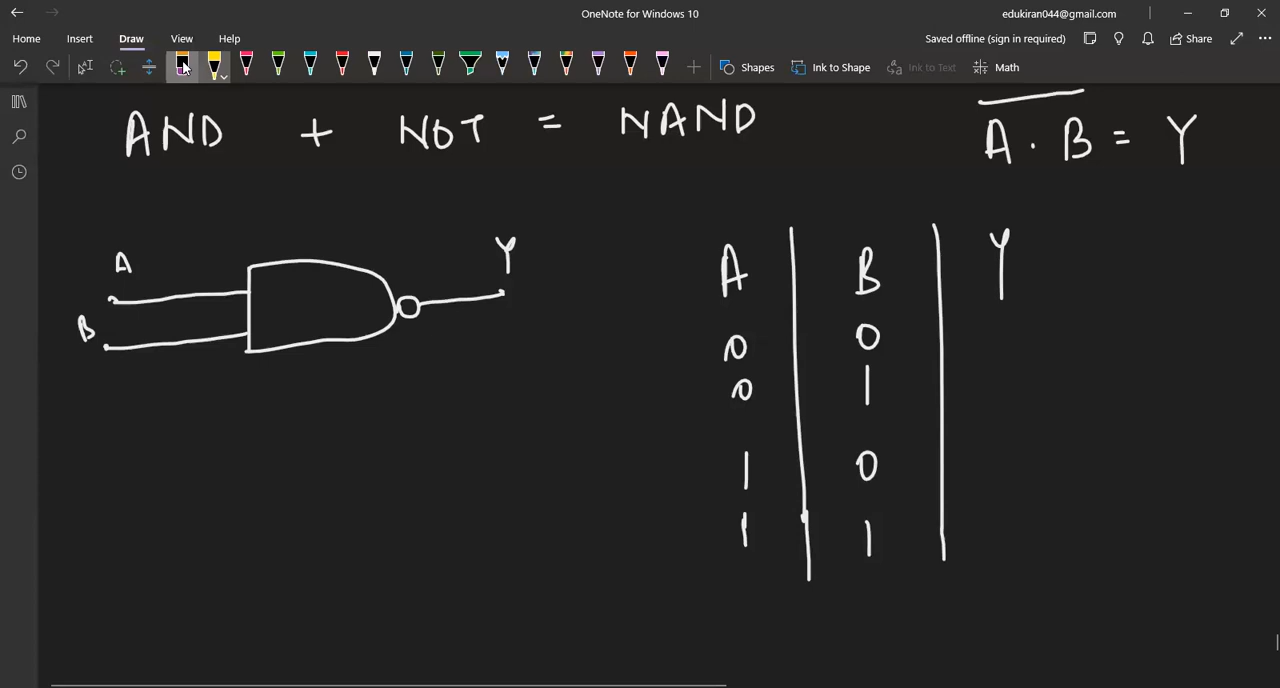 OneNote for Windows 10
edukiran044@gmail.com
Home Insert Draw View Help
Saved offline (sign in required)
Share
Shapes
Ink to Shape
Ink to Text
Math
AND + NOT = NAND
A . B = Y
A
B
Y
A B Y
0 0
0 1
1 0
1 1